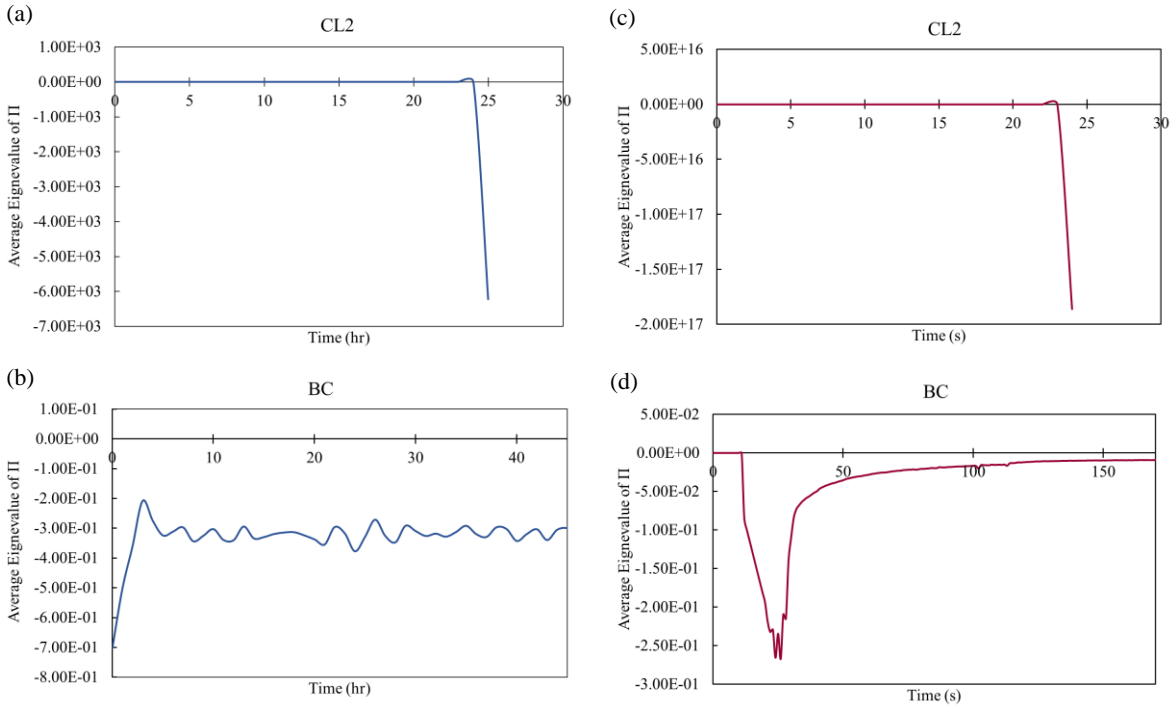 (a)
CL2
1.00E+03
0.00E+00
-1.00E+03
-2.00E+03
-3.00E+03
-4.00E+03
-5.00E+03
-6.00E+03
-7.00E+03
0 5 10 15 20 25 30
Average Eignevalue of Π
Time (hr)
(c)
CL2
5.00E+16
0.00E+00
-5.00E+16
-1.00E+17
-1.50E+17
-2.00E+17
0 5 10 15 20 25 30
Average Eignevalue of Π
Time (s)
(b)
BC
1.00E-01
0.00E+00
-1.00E-01
-2.00E-01
-3.00E-01
-4.00E-01
-5.00E-01
-6.00E-01
-7.00E-01
-8.00E-01
0 10 20 30 40
Average Eignevalue of Π
Time (hr)
(d)
BC
5.00E-02
0.00E+00
-5.00E-02
-1.00E-01
-1.50E-01
-2.00E-01
-2.50E-01
-3.00E-01
0 50 100 150
Average Eignevalue of Π
Time (s)